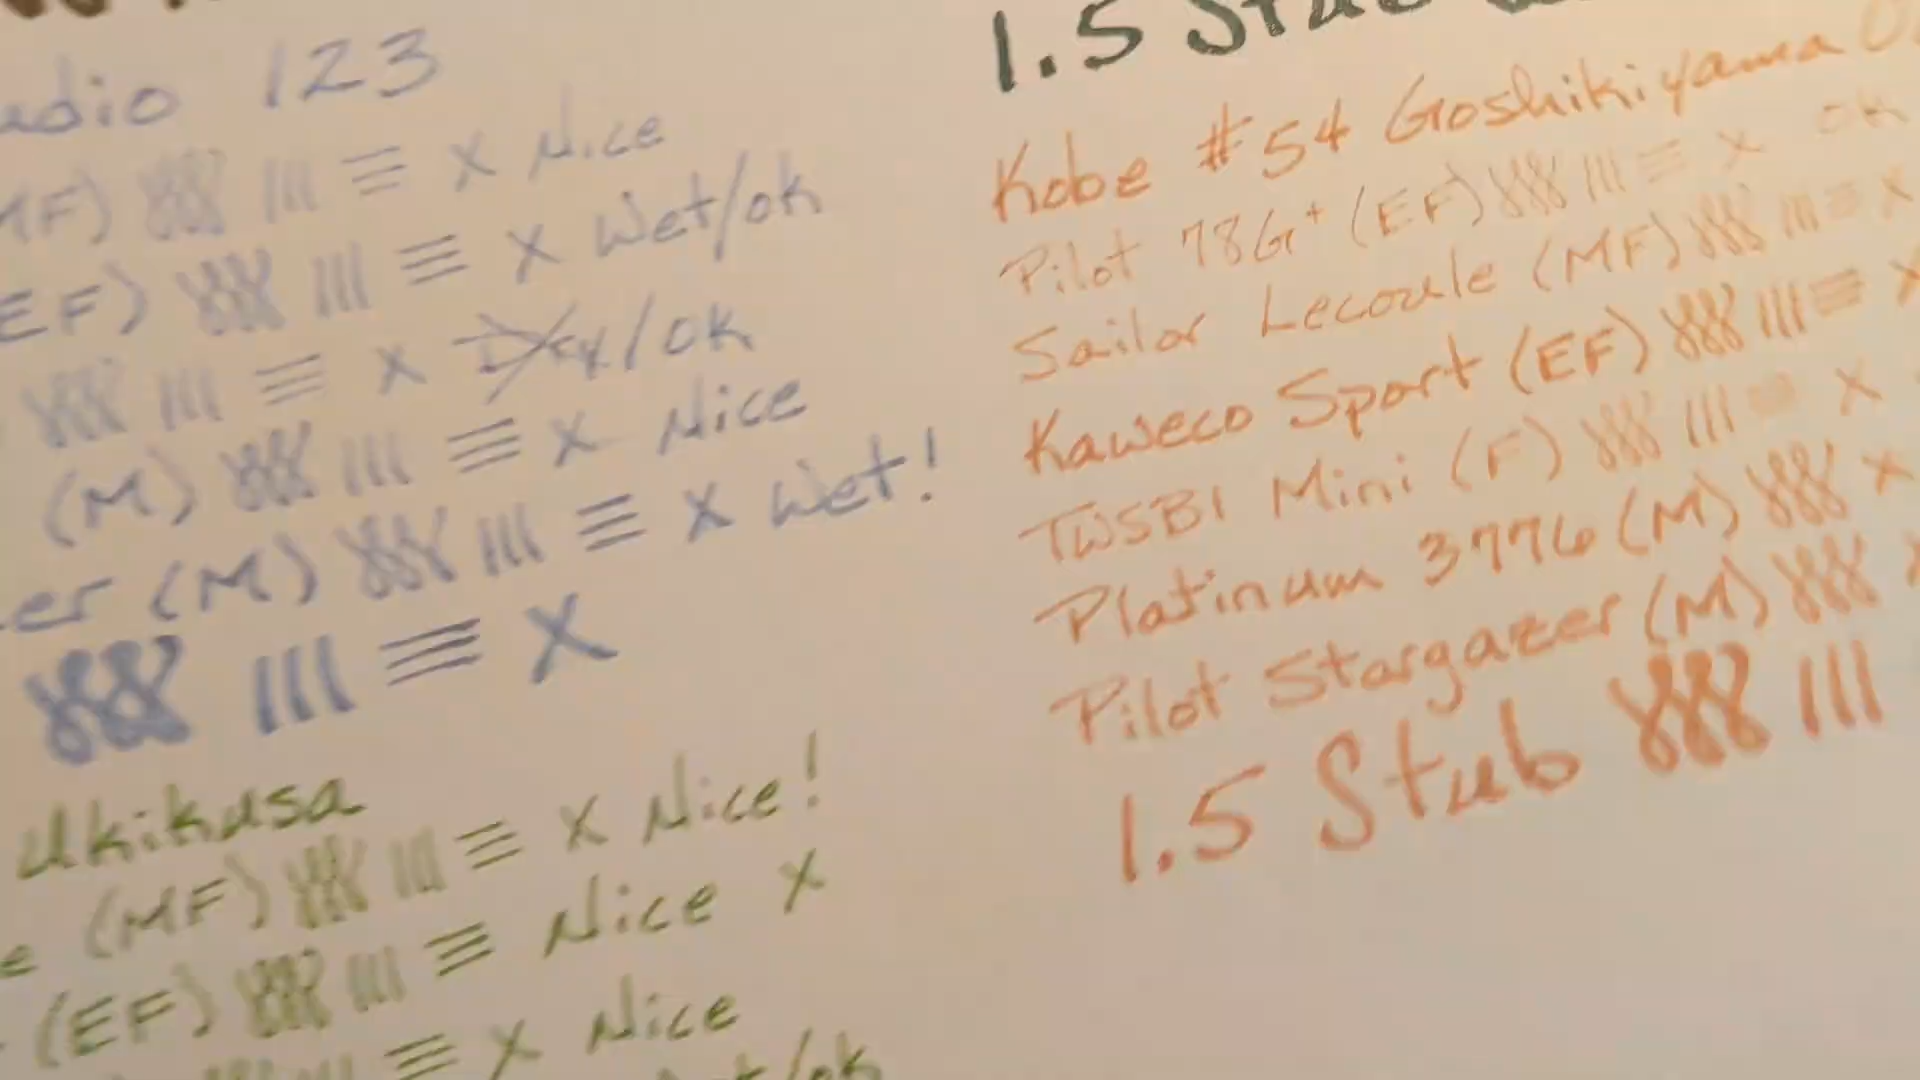 udio 123
MF) ||| ≡ X Nice
EF) ||| ≡ X Wet/ok
||| ≡ X Dry/ok
(M) ||| ≡ X Nice
er (M) ||| ≡ X Wet!
||| ≡ X
Ukikusa
e (MF) ||| ≡ X Nice!
(EF) ||| ≡ Nice X
≡ X Nice
t/ok
1.5 Stub
Kobe #54 Goshikiyama
Pilot 78G+ (EF) ||| ≡ X ok
Sailor Lecoule (MF) ||| ≡ X
Kaweco Sport (EF) ||| ≡ X
TWSBI Mini (F) ||| ≡ X
Platinum 3776 (M) X
Pilot Stargazer (M)
1.5 Stub |||